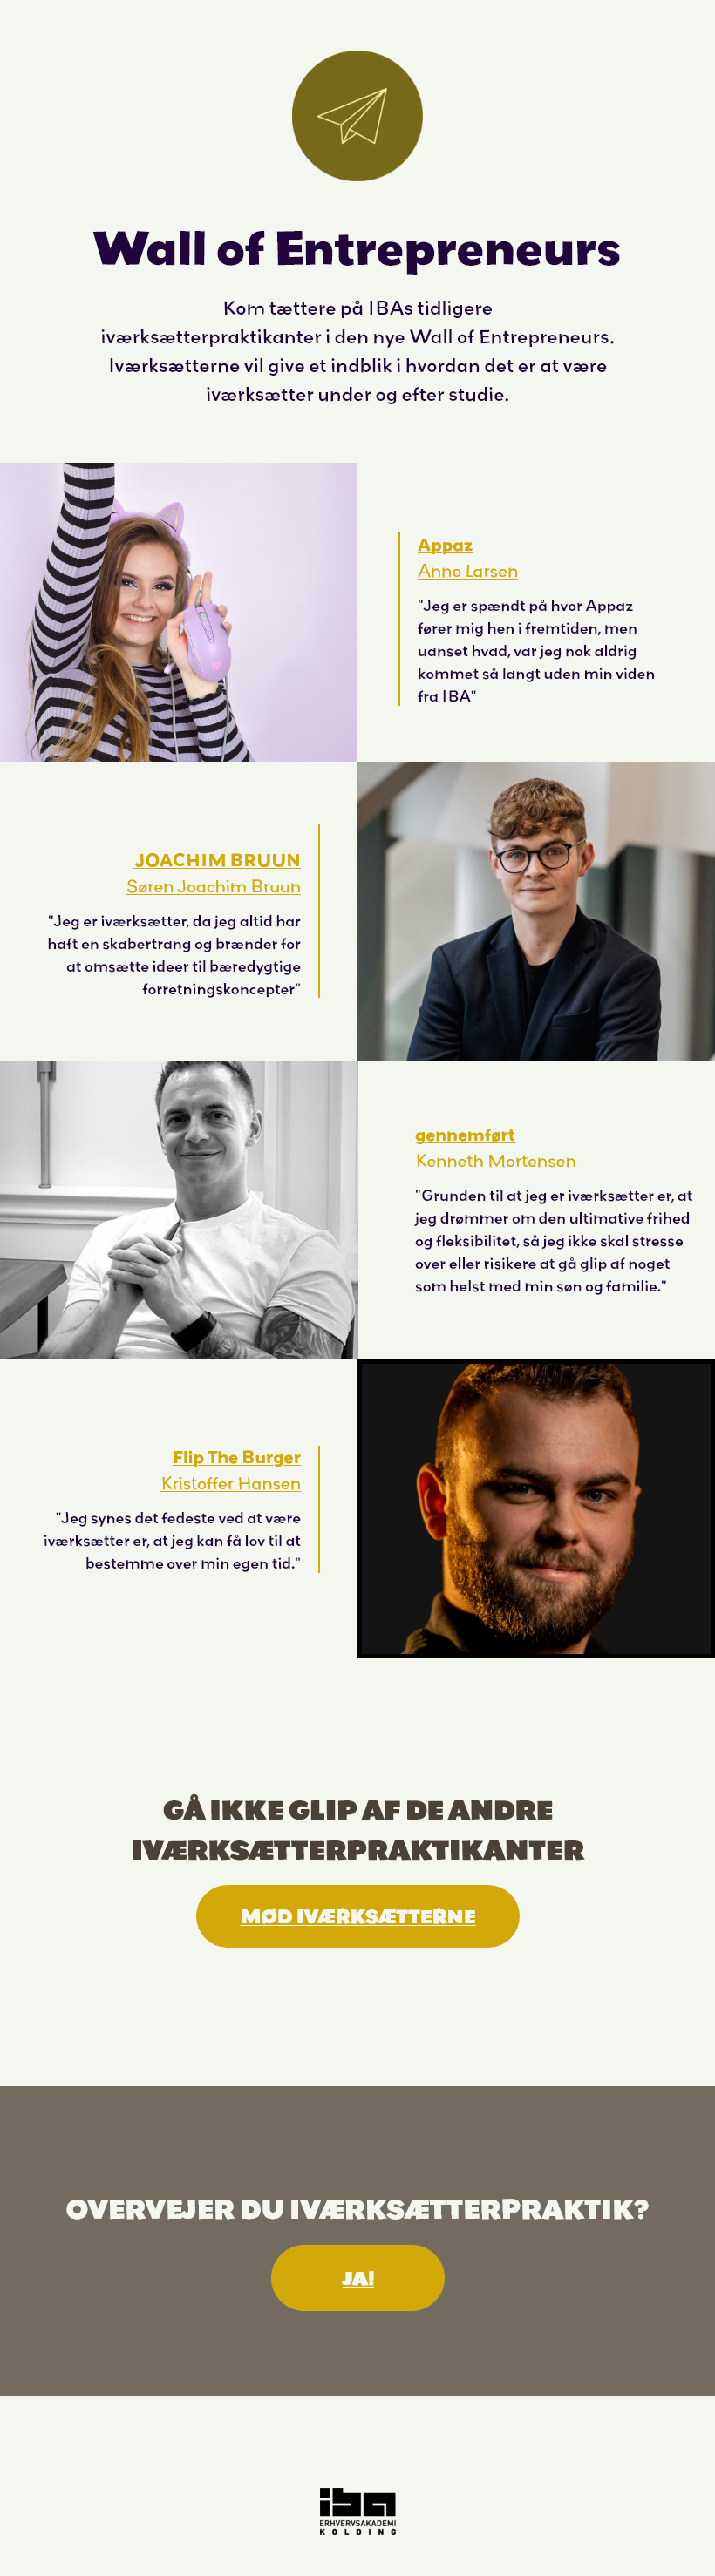 Wall of Entrepreneurs
Kom tættere på IBAs tidligere
iværksætterpraktikanter i den nye Wall of Entrepreneurs.
Iværksætterne vil give et indblik i hvordan det er at være
iværksætter under og efter studie.
Appaz
Anne Larsen
"Jeg er spændt på hvor Appaz
fører mig hen i fremtiden, men
uanset hvad, var jeg nok aldrig
kommet så langt uden min viden
fra IBA"
JOACHIM BRUUN
Søren Joachim Bruun
"Jeg er iværksætter, da jeg altid har
haft en skabertrang og brænder for
at omsætte ideer til bæredygtige
forretningskoncepter"
gennemført
Kenneth Mortensen
"Grunden til at jeg er iværksætter er, at
jeg drømmer om den ultimative frihed
og fleksibilitet, så jeg ikke skal stresse
over eller risikere at gå glip af noget
som helst med min søn og familie."
Flip The Burger
Kristoffer Hansen
"Jeg synes det fedeste ved at være
iværksætter er, at jeg kan få lov til at
bestemme over min egen tid."
GÅ IKKE GLIP AF DE ANDRE
IVÆRKSÆTTERPRAKTIKANTER
MØD IVÆRKSÆTTERNE
OVERVEJER DU IVÆRKSÆTTERPRAKTIK?
JA!
iba
ERHVERVSAKADEMI
KOLDING